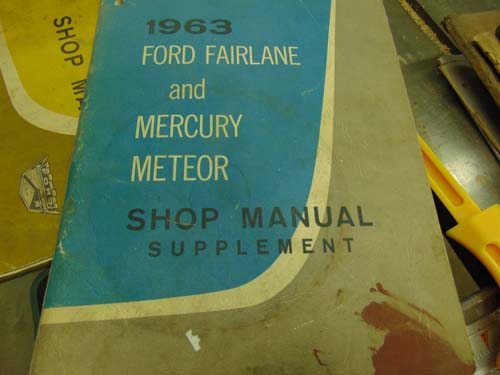 1963
FORD FAIRLANE
and
MERCURY
METEOR
SHOP MANUAL
SUPPLEMENT
SHOP MA